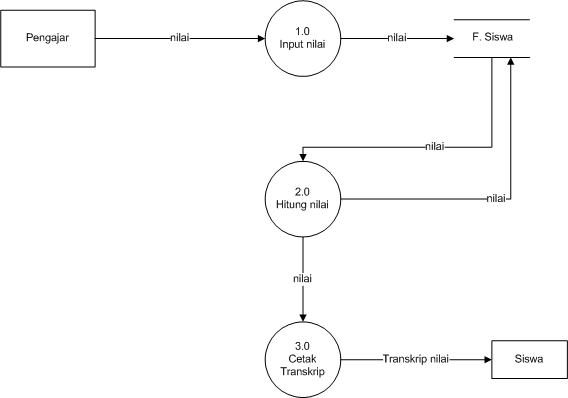 Pengajar
nilai
1.0
Input nilai
nilai
F. Siswa
nilai
2.0
Hitung nilai
nilai
nilai
3.0
Cetak
Transkrip
Transkrip nilai
Siswa